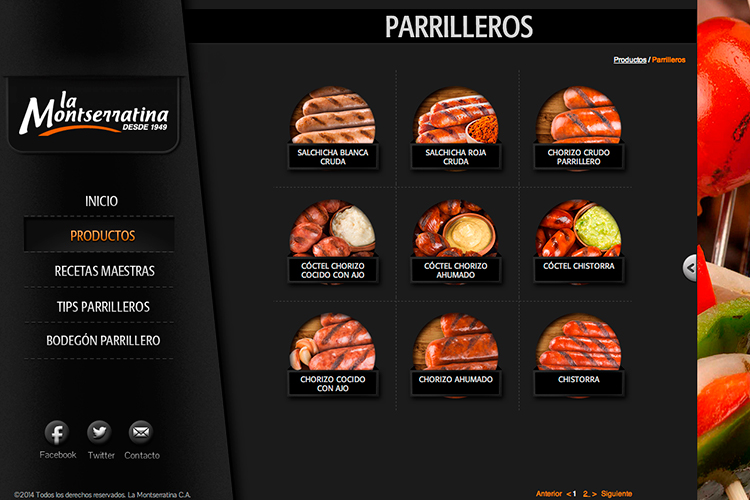 PARRILLEROS
Productos / Parrilleros
la
Montserratina
DESDE 1949
INICIO
PRODUCTOS
RECETAS MAESTRAS
TIPS PARRILLEROS
BODEGÓN PARRILLERO
Facebook
Twitter
Contacto
©2014 Todos los derechos reservados. La Montserratina C.A.
SALCHICHA BLANCA
CRUDA
SALCHICHA ROJA
CRUDA
CHORIZO CRUDO
PARRILLERO
CÓCTEL CHORIZO
COCIDO CON AJO
CÓCTEL CHORIZO
AHUMADO
CÓCTEL CHISTORRA
CHORIZO COCIDO
CON AJO
CHORIZO AHUMADO
CHISTORRA
Anterior < 1 2 > Siguiente